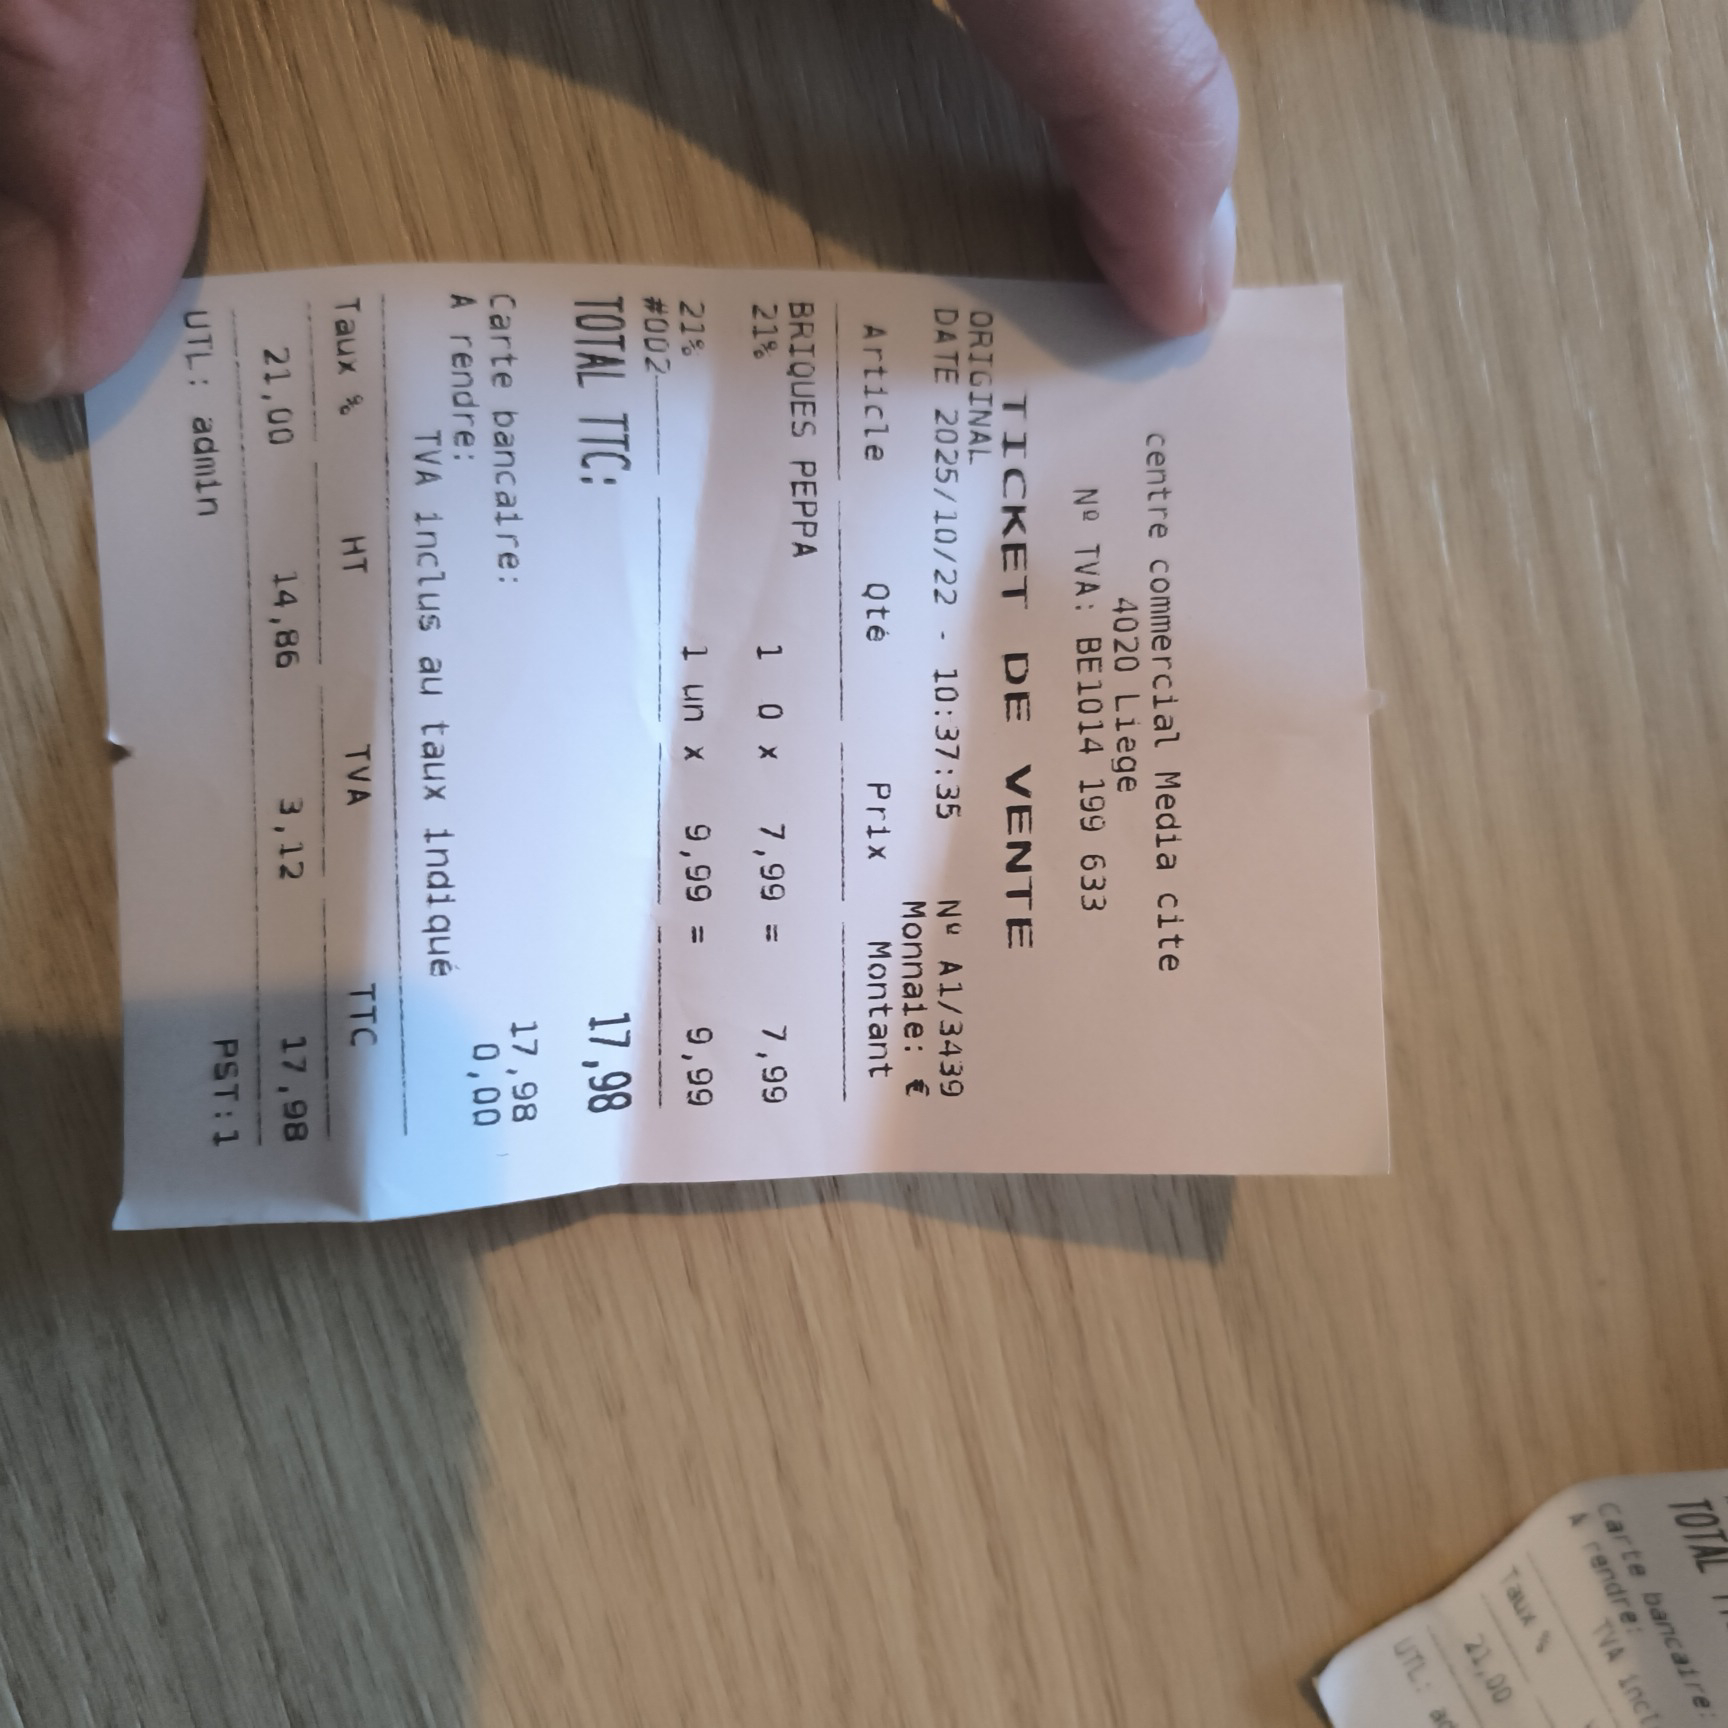 centre commercial Media cite
4020 Liege
Nº TVA: BE1014 199 633
TICKET DE VENTE
ORIGINAL
DATE 2025/10/22 - 10:37:35 Nº A1/3439
Monnaie: €
Article Qté Prix Montant
BRIQUES PEPPA
21% 1 0 x 7,99 = 7,99
21% 1 un x 9,99 = 9,99
#002
TOTAL TTC: 17,98
Carte bancaire: 17,98
A rendre: 0,00
TVA inclus au taux indiqué
Taux % HT TVA TTC
21,00 14,86 3,12 17,98
UTL: admin PST:1
TOTAL
Carte bancaire:
A rendre:
TVA incl
Taux %
21,00
UTL: